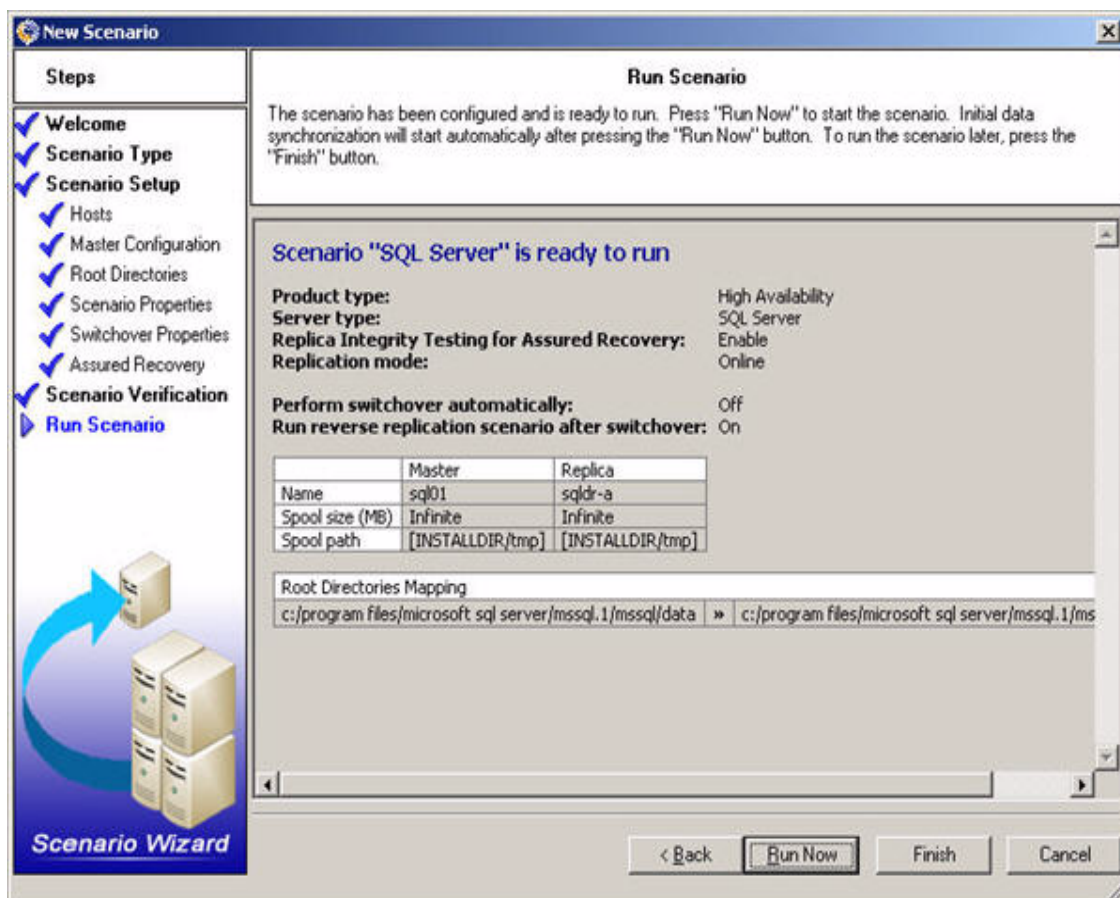 New Scenario
Steps
Welcome
Scenario Type
Scenario Setup
Hosts
Master Configuration
Root Directories
Scenario Properties
Switchover Properties
Assured Recovery
Scenario Verification
Run Scenario
Scenario Wizard
Run Scenario
The scenario has been configured and is ready to run. Press "Run Now" to start the scenario. Initial data
synchronization will start automatically after pressing the "Run Now" button. To run the scenario later, press the
"Finish" button.
Scenario "SQL Server" is ready to run
Product type: High Availability
Server type: SQL Server
Replica Integrity Testing for Assured Recovery: Enable
Replication mode: Online
Perform switchover automatically: Off
Run reverse replication scenario after switchover: On
Master Replica
Name sql01 sqldr-a
Spool size (MB) Infinite Infinite
Spool path [INSTALLDIR/tmp] [INSTALLDIR/tmp]
Root Directories Mapping
c:/program files/microsoft sql server/mssql.1/mssql/data » c:/program files/microsoft sql server/mssql.1/ms
< Back Run Now Finish Cancel